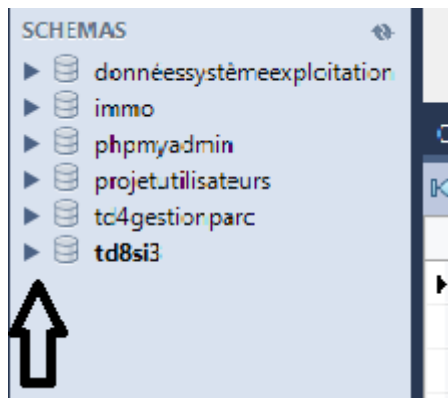 SCHEMAS
donnéessystèmeexploitation
immo
phpmyadmin
projetutilisateurs
td4gestionparc
td8si3